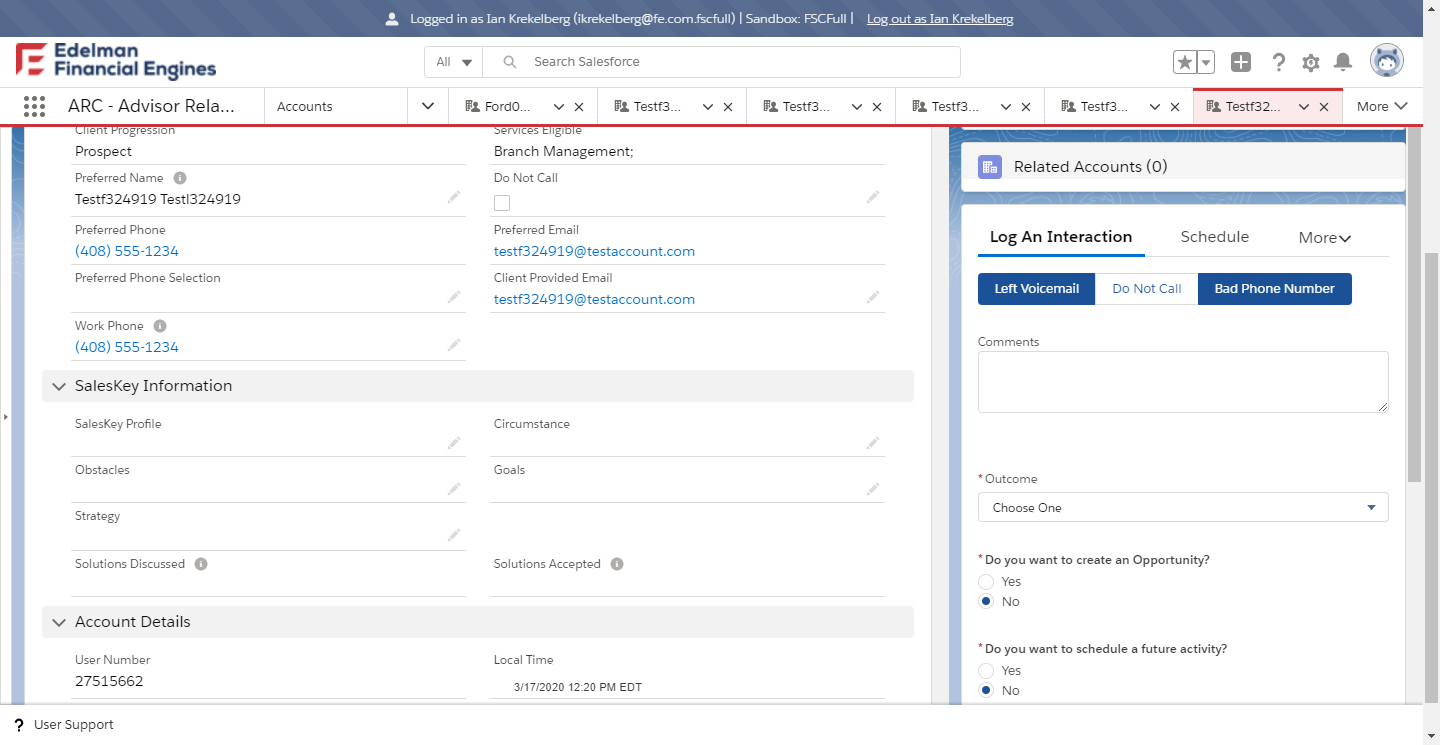 Logged in as Ian Krekelberg (ikrekelberg@fe.com.fscfull) | Sandbox: FSCFull | Log out as Ian Krekelberg
Edelman
Financial Engines
All
Search Salesforce
ARC - Advisor Rela...
Accounts
Ford0...
Testf3...
Testf3...
Testf3...
Testf3...
Testf32...
More
Client Progression
Prospect
Services Eligible
Branch Management;
Preferred Name
Testf324919 Testl324919
Do Not Call
Preferred Phone
(408) 555-1234
Preferred Email
testf324919@testaccount.com
Preferred Phone Selection
Client Provided Email
testf324919@testaccount.com
Work Phone
(408) 555-1234
SalesKey Information
SalesKey Profile
Circumstance
Obstacles
Goals
Strategy
Solutions Discussed
Solutions Accepted
Account Details
User Number
27515662
Local Time
3/17/2020 12:20 PM EDT
Related Accounts (0)
Log An Interaction
Schedule
More
Left Voicemail
Do Not Call
Bad Phone Number
Comments
*Outcome
Choose One
*Do you want to create an Opportunity?
Yes
No
*Do you want to schedule a future activity?
Yes
No
? User Support